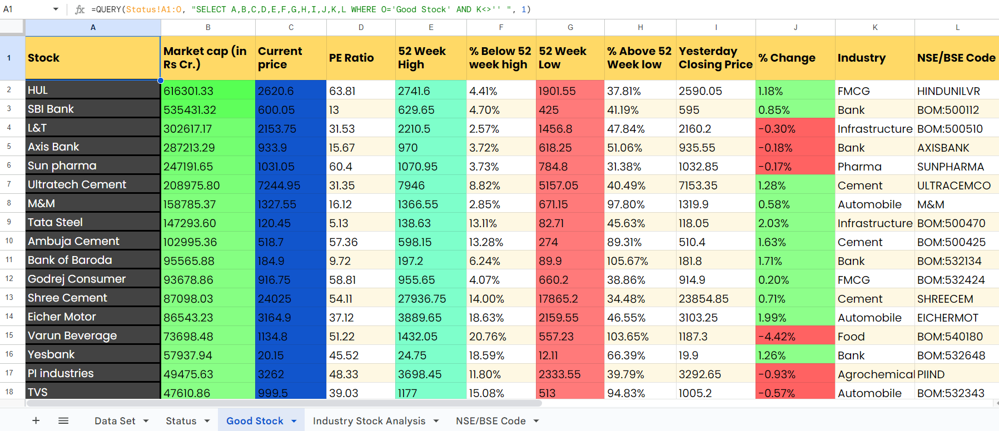 A1 fx =QUERY(Status!A1:O, "SELECT A,B,C,D,E,F,G,H,I,J,K,L WHERE O='Good Stock' AND K<>'' ", 1)
A B C D E F G H I J K L
1 Stock Market cap (in Rs Cr.) Current price PE Ratio 52 Week High % Below 52 week high 52 Week Low % Above 52 Week low Yesterday Closing Price % Change Industry NSE/BSE Code
2 HUL 616301.33 2620.6 63.81 2741.6 4.41% 1901.55 37.81% 2590.05 1.18% FMCG HINDUNILVR
3 SBI Bank 535431.32 600.05 13 629.65 4.70% 425 41.19% 595 0.85% Bank BOM:500112
4 L&T 302617.17 2153.75 31.53 2210.5 2.57% 1456.8 47.84% 2160.2 -0.30% Infrastructure BOM:500510
5 Axis Bank 287213.29 933.9 15.67 970 3.72% 618.25 51.06% 935.55 -0.18% Bank AXISBANK
6 Sun pharma 247191.65 1031.05 60.4 1070.95 3.73% 784.8 31.38% 1032.85 -0.17% Pharma SUNPHARMA
7 Ultratech Cement 208975.80 7244.95 31.35 7946 8.82% 5157.05 40.49% 7153.35 1.28% Cement ULTRACEMCO
8 M&M 158785.37 1327.55 16.12 1366.55 2.85% 671.15 97.80% 1319.9 0.58% Automobile M&M
9 Tata Steel 147293.60 120.45 5.13 138.63 13.11% 82.71 45.63% 118.05 2.03% Infrastructure BOM:500470
10 Ambuja Cement 102995.36 518.7 57.36 598.15 13.28% 274 89.31% 510.4 1.63% Cement BOM:500425
11 Bank of Baroda 95565.88 184.9 9.72 197.2 6.24% 89.9 105.67% 181.8 1.71% Bank BOM:532134
12 Godrej Consumer 93678.86 916.75 58.81 955.65 4.07% 660.2 38.86% 914.9 0.20% FMCG BOM:532424
13 Shree Cement 87098.03 24025 54.11 27936.75 14.00% 17865.2 34.48% 23854.85 0.71% Cement SHREECEM
14 Eicher Motor 86543.23 3164.9 37.12 3889.65 18.63% 2159.55 46.55% 3103.25 1.99% Automobile EICHERMOT
15 Varun Beverage 73698.48 1134.8 51.22 1432.05 20.76% 557.23 103.65% 1187.3 -4.42% Food BOM:540180
16 Yesbank 57937.94 20.15 45.52 24.75 18.59% 12.11 66.39% 19.9 1.26% Bank BOM:532648
17 PI industries 49475.63 3262 48.33 3698.45 11.80% 2333.55 39.79% 3292.65 -0.93% Agrochemical PIIND
18 TVS 47610.86 999.5 39.03 1177 15.08% 513 94.83% 1005.2 -0.57% Automobile BOM:532343
Data Set Status Good Stock Industry Stock Analysis NSE/BSE Code